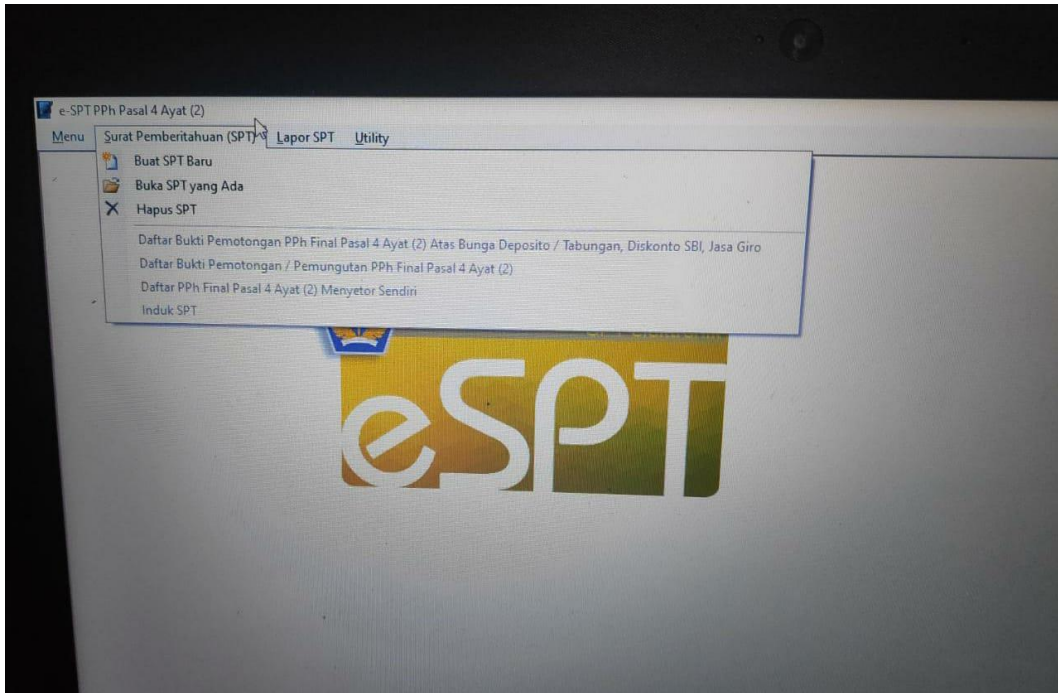 e-SPT PPh Pasal 4 Ayat (2)
Menu Surat Pemberitahuan (SPT) Lapor SPT Utility
Buat SPT Baru
Buka SPT yang Ada
Hapus SPT
Daftar Bukti Pemotongan PPh Final Pasal 4 Ayat (2) Atas Bunga Deposito / Tabungan, Diskonto SBI, Jasa Giro
Daftar Bukti Pemotongan / Pemungutan PPh Final Pasal 4 Ayat (2)
Daftar PPh Final Pasal 4 Ayat (2) Menyetor Sendiri
Induk SPT
eSPT